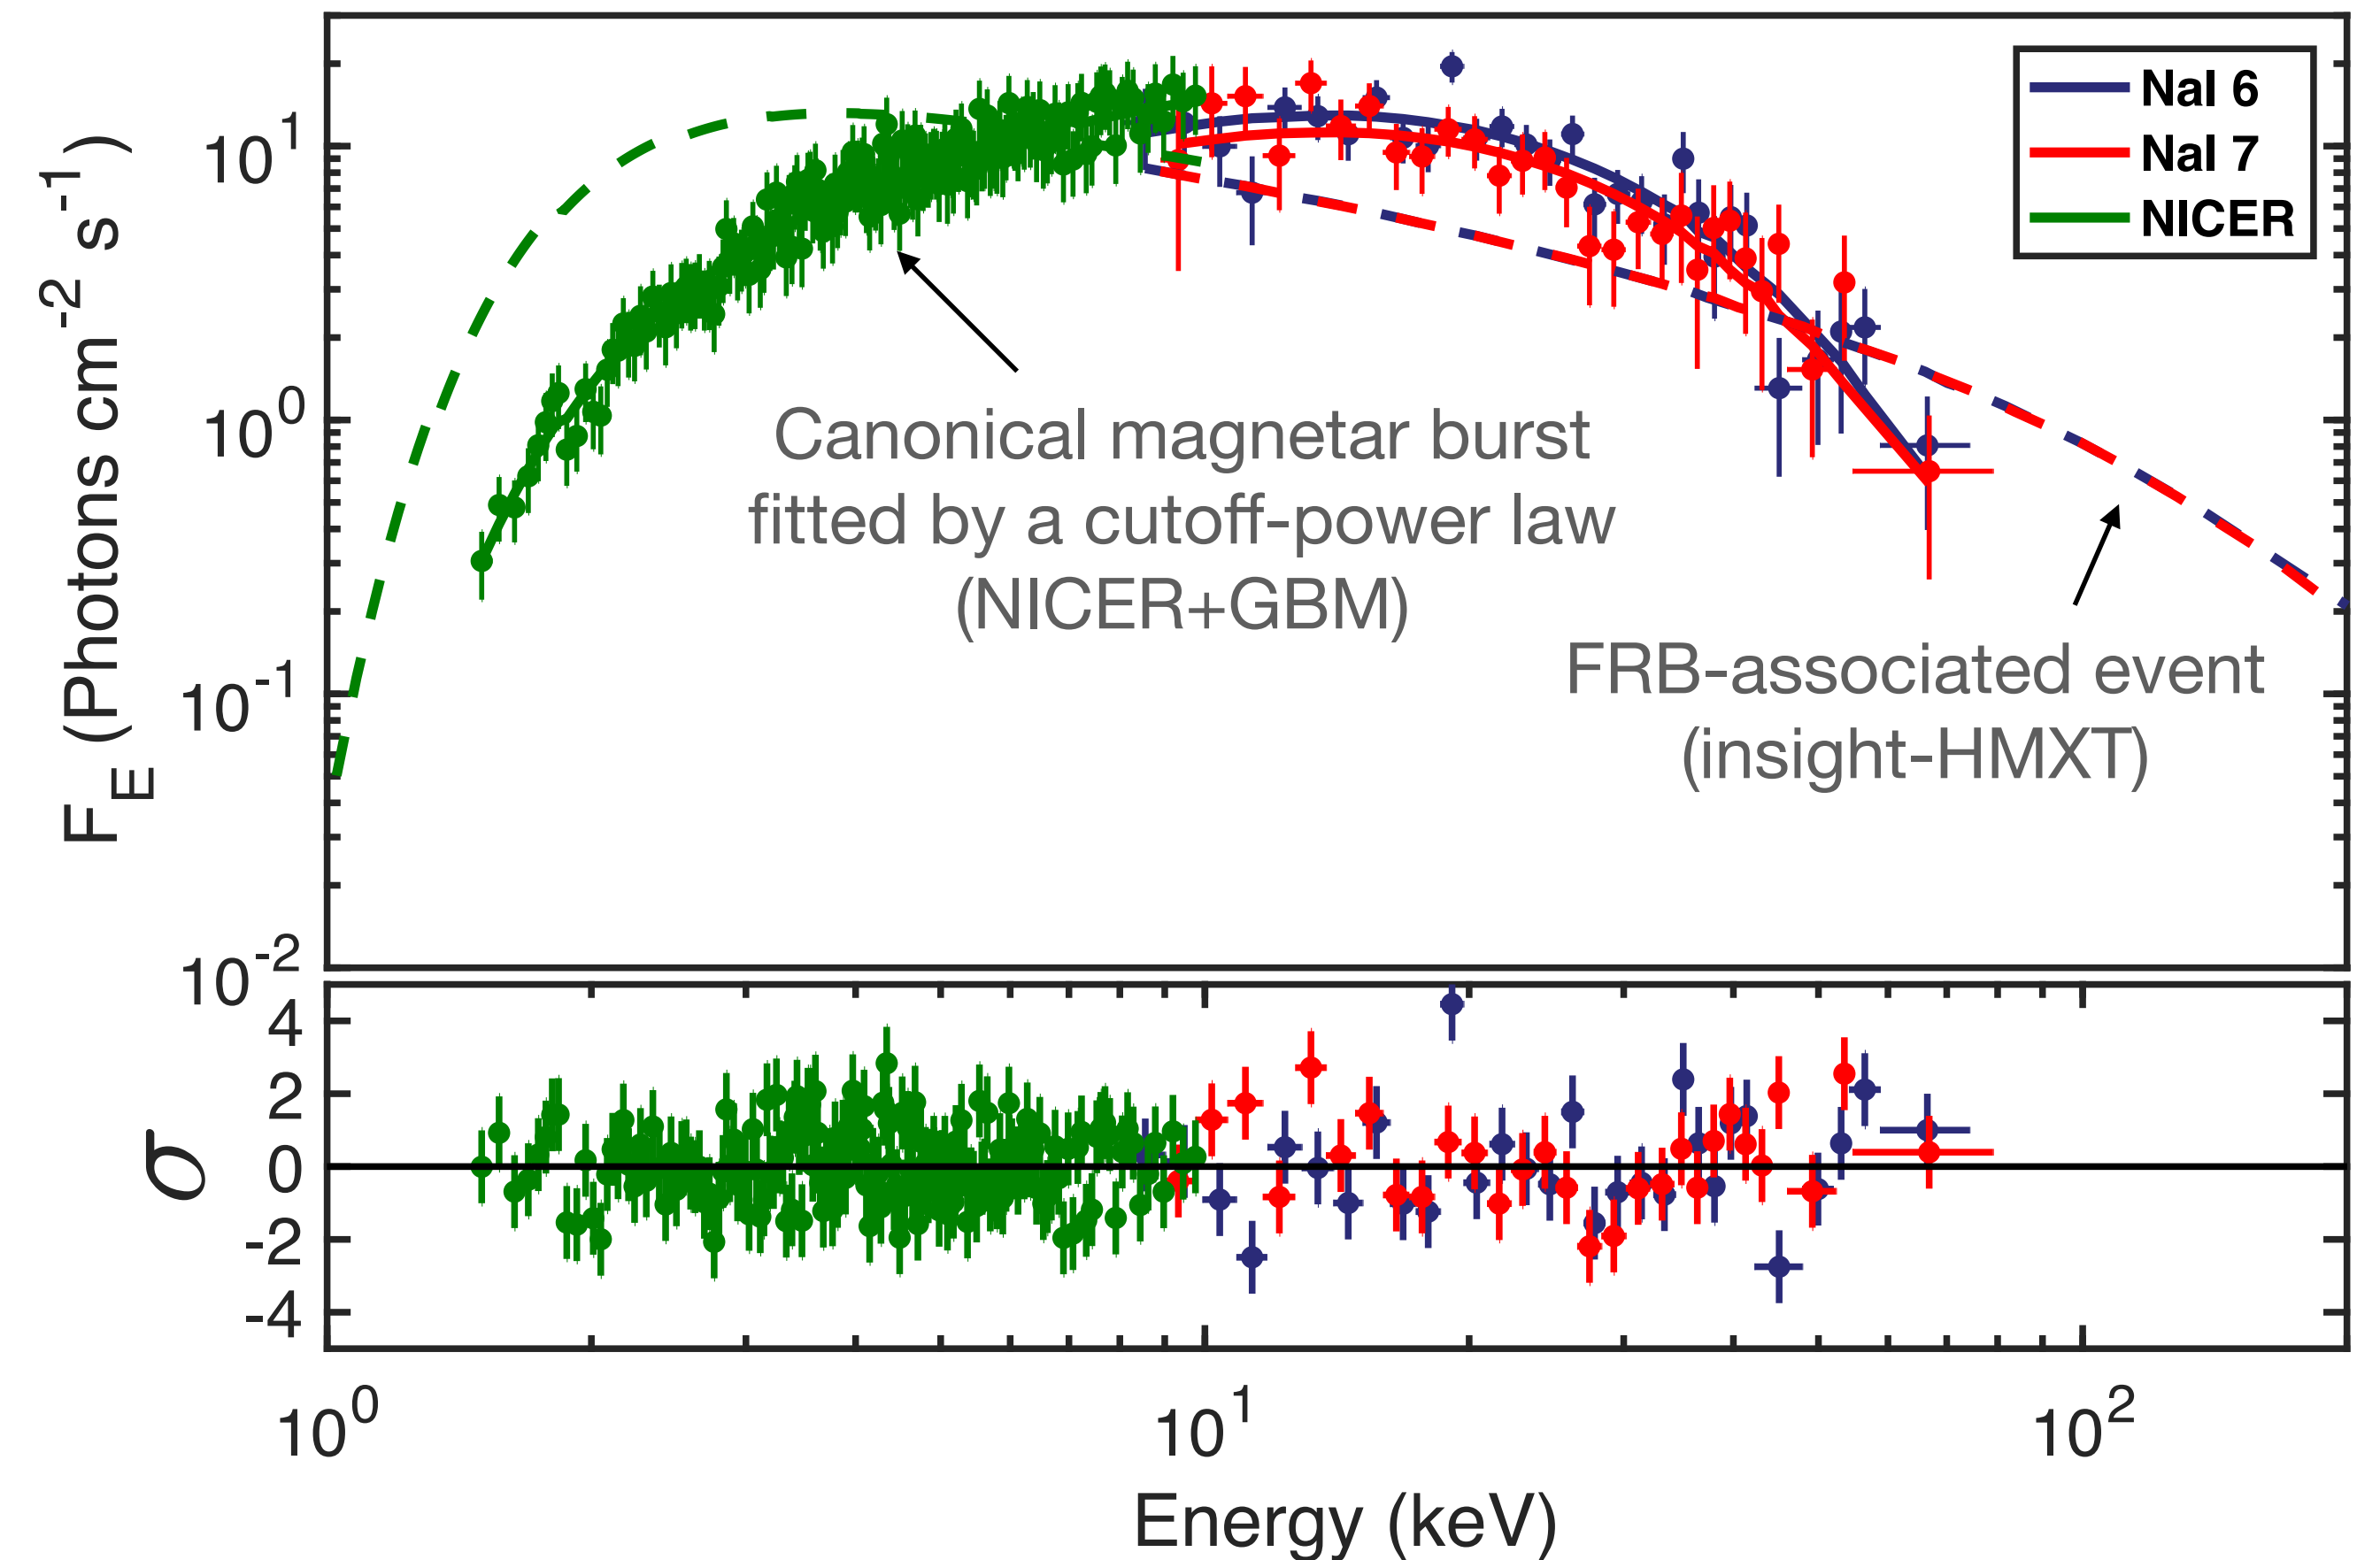 F_E (Photons cm^-2 s^-1)
10^1
10^0
10^-1
10^-2
NaI 6
NaI 7
NICER
Canonical magnetar burst
fitted by a cutoff-power law
(NICER+GBM)
FRB-associated event
(insight-HMXT)
σ
4
2
0
-2
-4
10^0
10^1
10^2
Energy (keV)